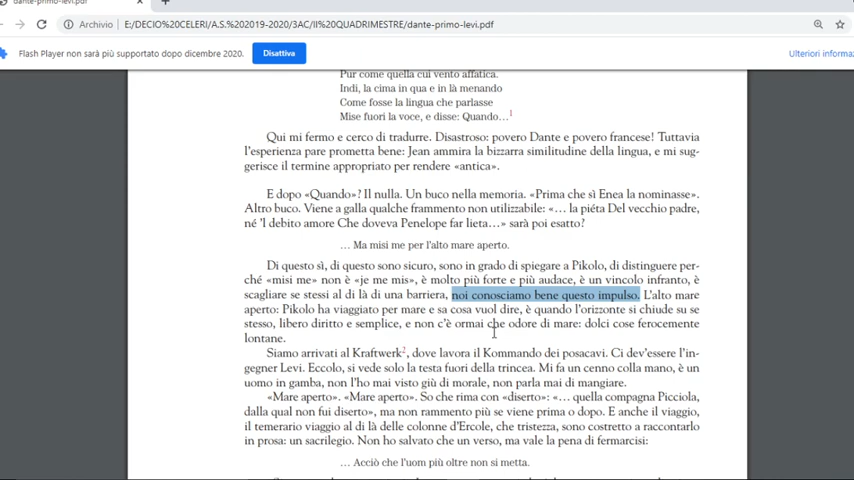 dante-primo-levi.pdf
Archivio
E:/DECIO%20CELERI/A.S.%202019-2020/3AC/II%20QUADRIMESTRE/dante-primo-levi.pdf
Flash Player non sarà più supportato dopo dicembre 2020.
Disattiva
Ulteriori informa
Pur come quella cui vento affatica.
Indi, la cima in qua e in là menando
Come fosse la lingua che parlasse
Mise fuori la voce, e disse: Quando…1
Qui mi fermo e cerco di tradurre. Disastroso: povero Dante e povero francese! Tuttavia
l'esperienza pare prometta bene: Jean ammira la bizzarra similitudine della lingua, e mi sug-
gerisce il termine appropriato per rendere «antica».
E dopo «Quando»? Il nulla. Un buco nella memoria. «Prima che sì Enea la nominasse».
Altro buco. Viene a galla qualche frammento non utilizzabile: «… la piéta Del vecchio padre,
né 'l debito amore Che doveva Penelope far lieta…» sarà poi esatto?
… Ma misi me per l'alto mare aperto.
Di questo sì, di questo sono sicuro, sono in grado di spiegare a Pikolo, di distinguere per-
ché «misi me» non è «je me mis», è molto più forte e più audace, è un vincolo infranto, è
scagliare se stessi al di là di una barriera, noi conosciamo bene questo impulso. L'alto mare
aperto: Pikolo ha viaggiato per mare e sa cosa vuol dire, è quando l'orizzonte si chiude su se
stesso, libero diritto e semplice, e non c'è ormai che odore di mare: dolci cose ferocemente
lontane.
Siamo arrivati al Kraftwerk2, dove lavora il Kommando dei posacavi. Ci dev'essere l'in-
gegner Levi. Eccolo, si vede solo la testa fuori della trincea. Mi fa un cenno colla mano, è un
uomo in gamba, non l'ho mai visto giù di morale, non parla mai di mangiare.
«Mare aperto». «Mare aperto». So che rima con «diserto»: «… quella compagna Picciola,
dalla qual non fui diserto», ma non rammento più se viene prima o dopo. E anche il viaggio,
il temerario viaggio al di là delle colonne d'Ercole, che tristezza, sono costretto a raccontarlo
in prosa: un sacrilegio. Non ho salvato che un verso, ma vale la pena di fermarcisi:
… Acciò che l'uom più oltre non si metta.